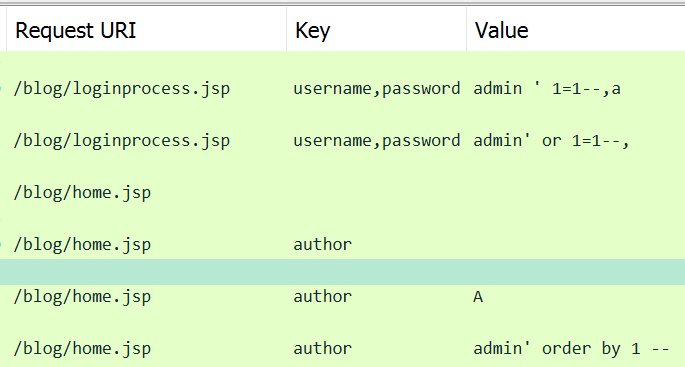 Request URI Key Value
/blog/loginprocess.jsp username,password admin ' 1=1--,a
/blog/loginprocess.jsp username,password admin' or 1=1--,
/blog/home.jsp
/blog/home.jsp author
/blog/home.jsp author A
/blog/home.jsp author admin' order by 1 --